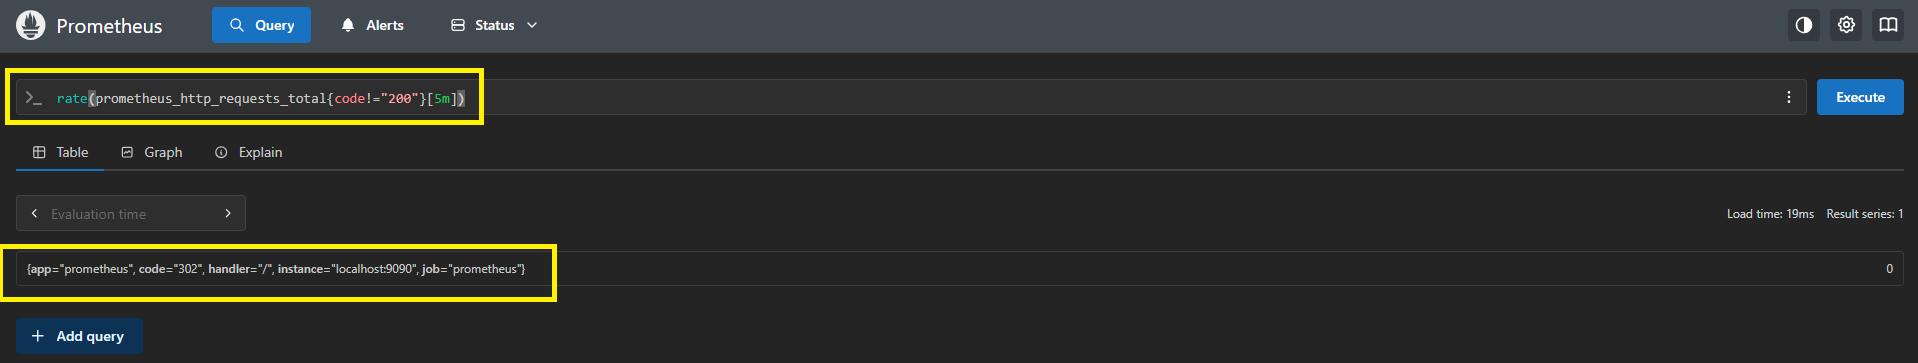 Prometheus Query Alerts Status
rate(prometheus_http_requests_total{code!="200"}[5m])
Execute
Table Graph Explain
Evaluation time
Load time: 19ms Result series: 1
{app="prometheus", code="302", handler="/", instance="localhost:9090", job="prometheus"} 0
Add query